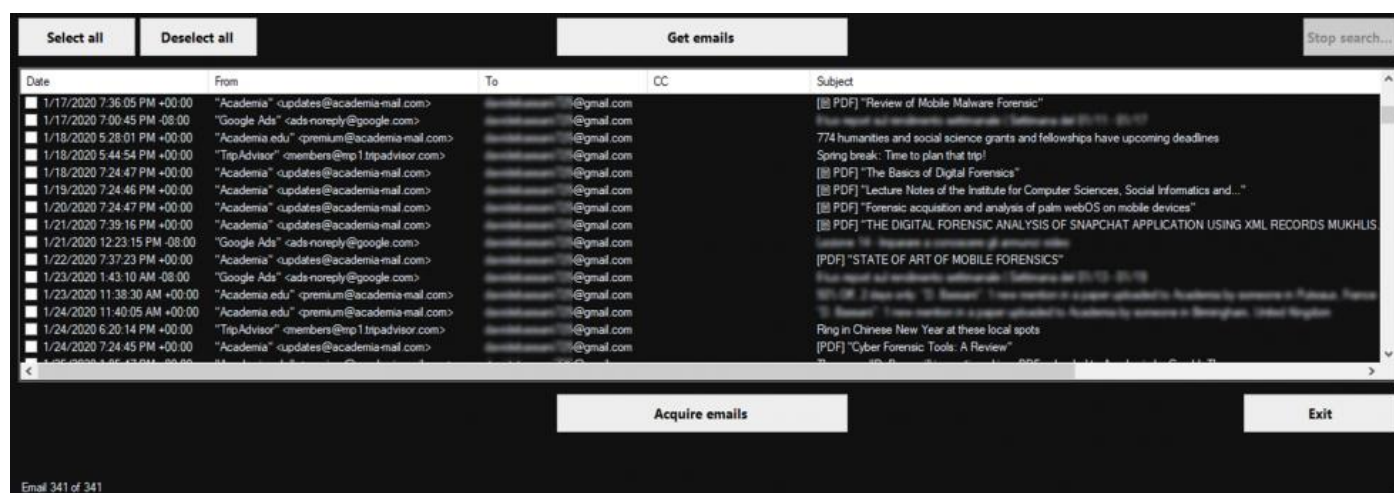 Select all Deselect all Get emails Stop search...
Date From To CC Subject
1/17/2020 7:36:05 PM +00:00 "Academia" <updates@academia-mail.com> @gmail.com [PDF] "Review of Mobile Malware Forensic"
1/17/2020 7:00:45 PM -08:00 "Google Ads" <ads-noreply@google.com> @gmail.com
1/18/2020 5:28:01 PM +00:00 "Academia.edu" <premium@academia-mail.com> @gmail.com 774 humanities and social science grants and fellowships have upcoming deadlines
1/18/2020 5:44:54 PM +00:00 "TripAdvisor" <members@mp1.tripadvisor.com> @gmail.com Spring break: Time to plan that trip!
1/18/2020 7:24:47 PM +00:00 "Academia" <updates@academia-mail.com> @gmail.com [PDF] "The Basics of Digital Forensics"
1/19/2020 7:24:46 PM +00:00 "Academia" <updates@academia-mail.com> @gmail.com [PDF] "Lecture Notes of the Institute for Computer Sciences, Social Informatics and..."
1/20/2020 7:24:47 PM +00:00 "Academia" <updates@academia-mail.com> @gmail.com [PDF] "Forensic acquisition and analysis of palm webOS on mobile devices"
1/21/2020 7:39:16 PM +00:00 "Academia" <updates@academia-mail.com> @gmail.com [PDF] "THE DIGITAL FORENSIC ANALYSIS OF SNAPCHAT APPLICATION USING XML RECORDS MUKHLIS
1/21/2020 12:23:15 PM -08:00 "Google Ads" <ads-noreply@google.com> @gmail.com
1/22/2020 7:37:23 PM +00:00 "Academia" <updates@academia-mail.com> @gmail.com [PDF] "STATE OF ART OF MOBILE FORENSICS"
1/23/2020 1:43:10 AM -08:00 "Google Ads" <ads-noreply@google.com> @gmail.com
1/23/2020 11:38:30 AM +00:00 "Academia.edu" <premium@academia-mail.com> @gmail.com
1/24/2020 11:40:05 AM +00:00 "Academia.edu" <premium@academia-mail.com> @gmail.com
1/24/2020 6:20:14 PM +00:00 "TripAdvisor" <members@mp1.tripadvisor.com> @gmail.com Ring in Chinese New Year at these local spots
1/24/2020 7:24:45 PM +00:00 "Academia" <updates@academia-mail.com> @gmail.com [PDF] "Cyber Forensic Tools: A Review"
Acquire emails Exit
Email 341 of 341